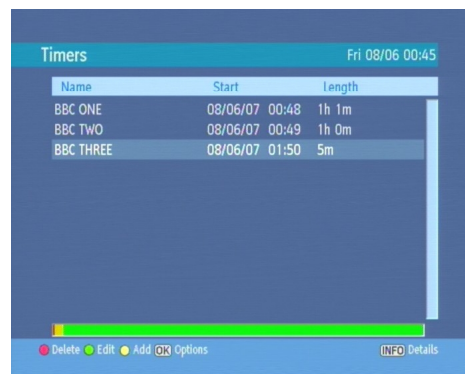 Timers Fri 08/06 00:45
Name Start Length
BBC ONE 08/06/07 00:48 1h 1m
BBC TWO 08/06/07 00:49 1h 0m
BBC THREE 08/06/07 01:50 5m
Delete Edit Add OK Options INFO Details